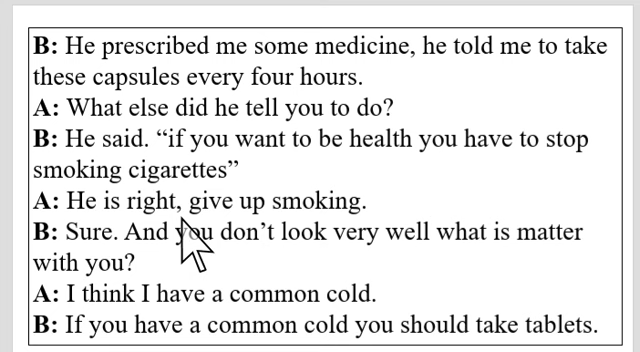 B: He prescribed me some medicine, he told me to take
these capsules every four hours.
A: What else did he tell you to do?
B: He said. “if you want to be health you have to stop
smoking cigarettes”
A: He is right, give up smoking.
B: Sure. And you don’t look very well what is matter
with you?
A: I think I have a common cold.
B: If you have a common cold you should take tablets.